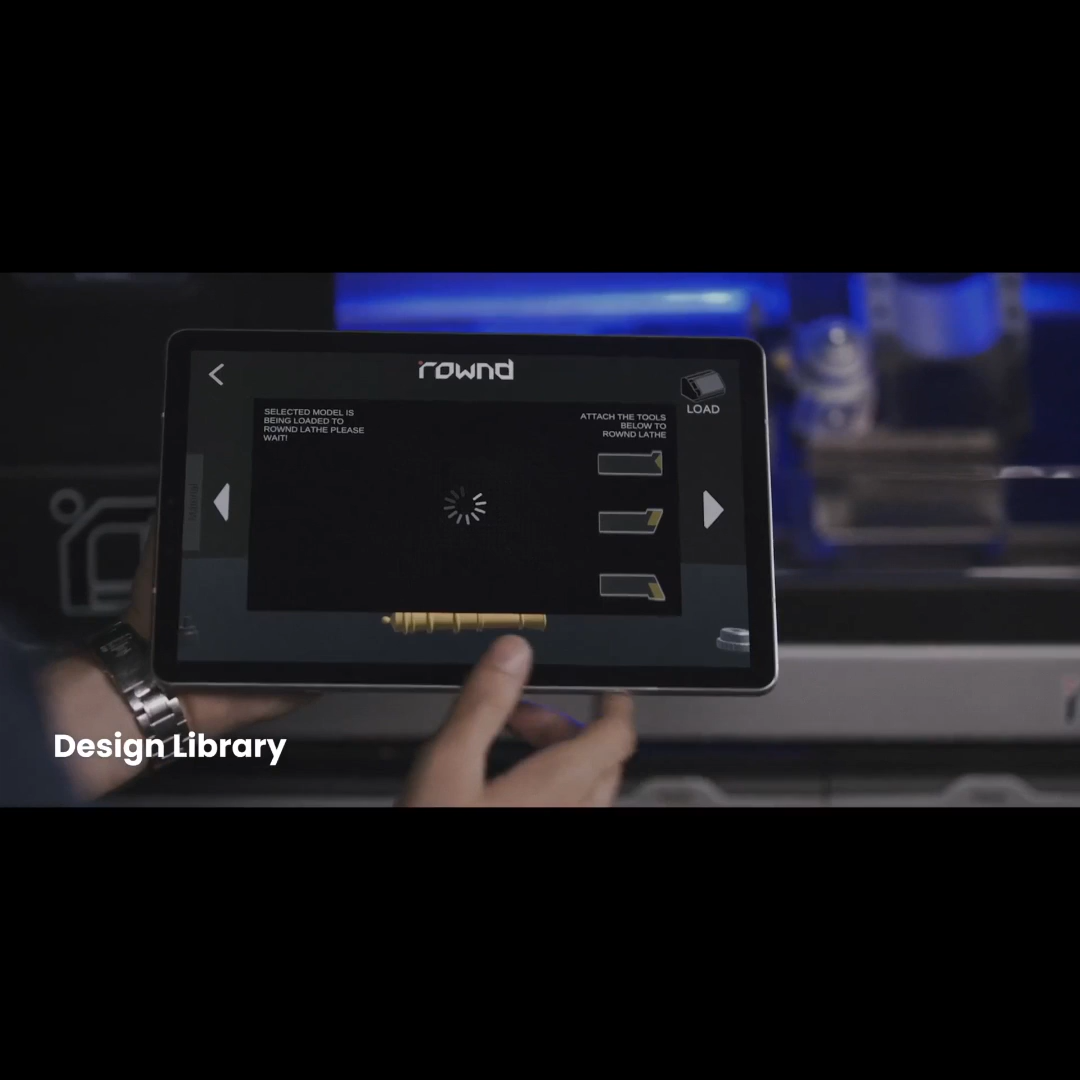 rownd
LOAD
SELECTED MODEL IS
BEING LOADED TO
ROWND LATHE PLEASE
WAIT!
ATTACH THE TOOLS
BELOW TO
ROWND LATHE
Design Library